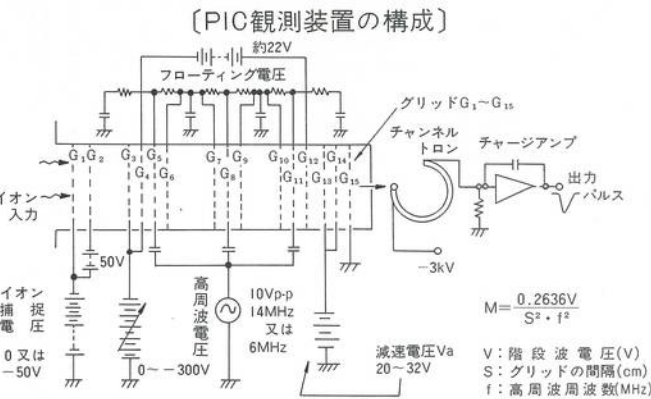 〔PIC観測装置の構成〕
約22V
フローティング電圧
グリッドG₁～G₁₅
チャンネル
トロン
チャージアンプ
出力
パルス
G₁ G₂ G₃ G₅ G₇ G₉ G₁₀ G₁₂ G₁₄
G₄ G₆ G₈ G₁₁ G₁₃ G₁₅
イオン
入力
50V
−3kV
イオン
捕捉
電圧
0又は
−50V
0～−300V
高周波電圧
10Vp-p
14MHz
又は
6MHz
減速電圧Va
20～32V
M=0.2636V/S²・f²
V：階段波電圧(V)
S：グリッドの間隔(cm)
f：高周波周波数(MHz)